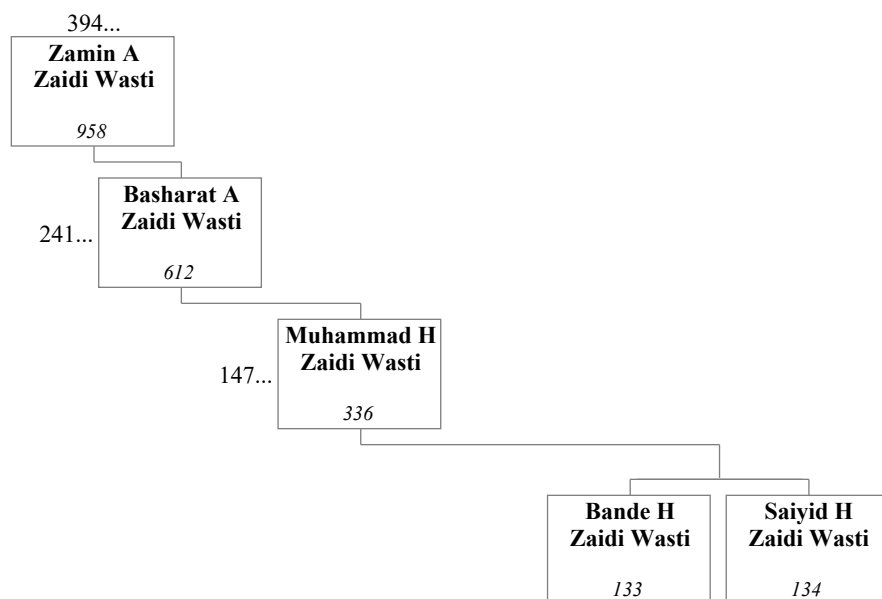 394...
Zamin A
Zaidi Wasti
958
Basharat A
Zaidi Wasti
241...
612
Muhammad H
Zaidi Wasti
147...
336
Bande H
Zaidi Wasti
133
Saiyid H
Zaidi Wasti
134